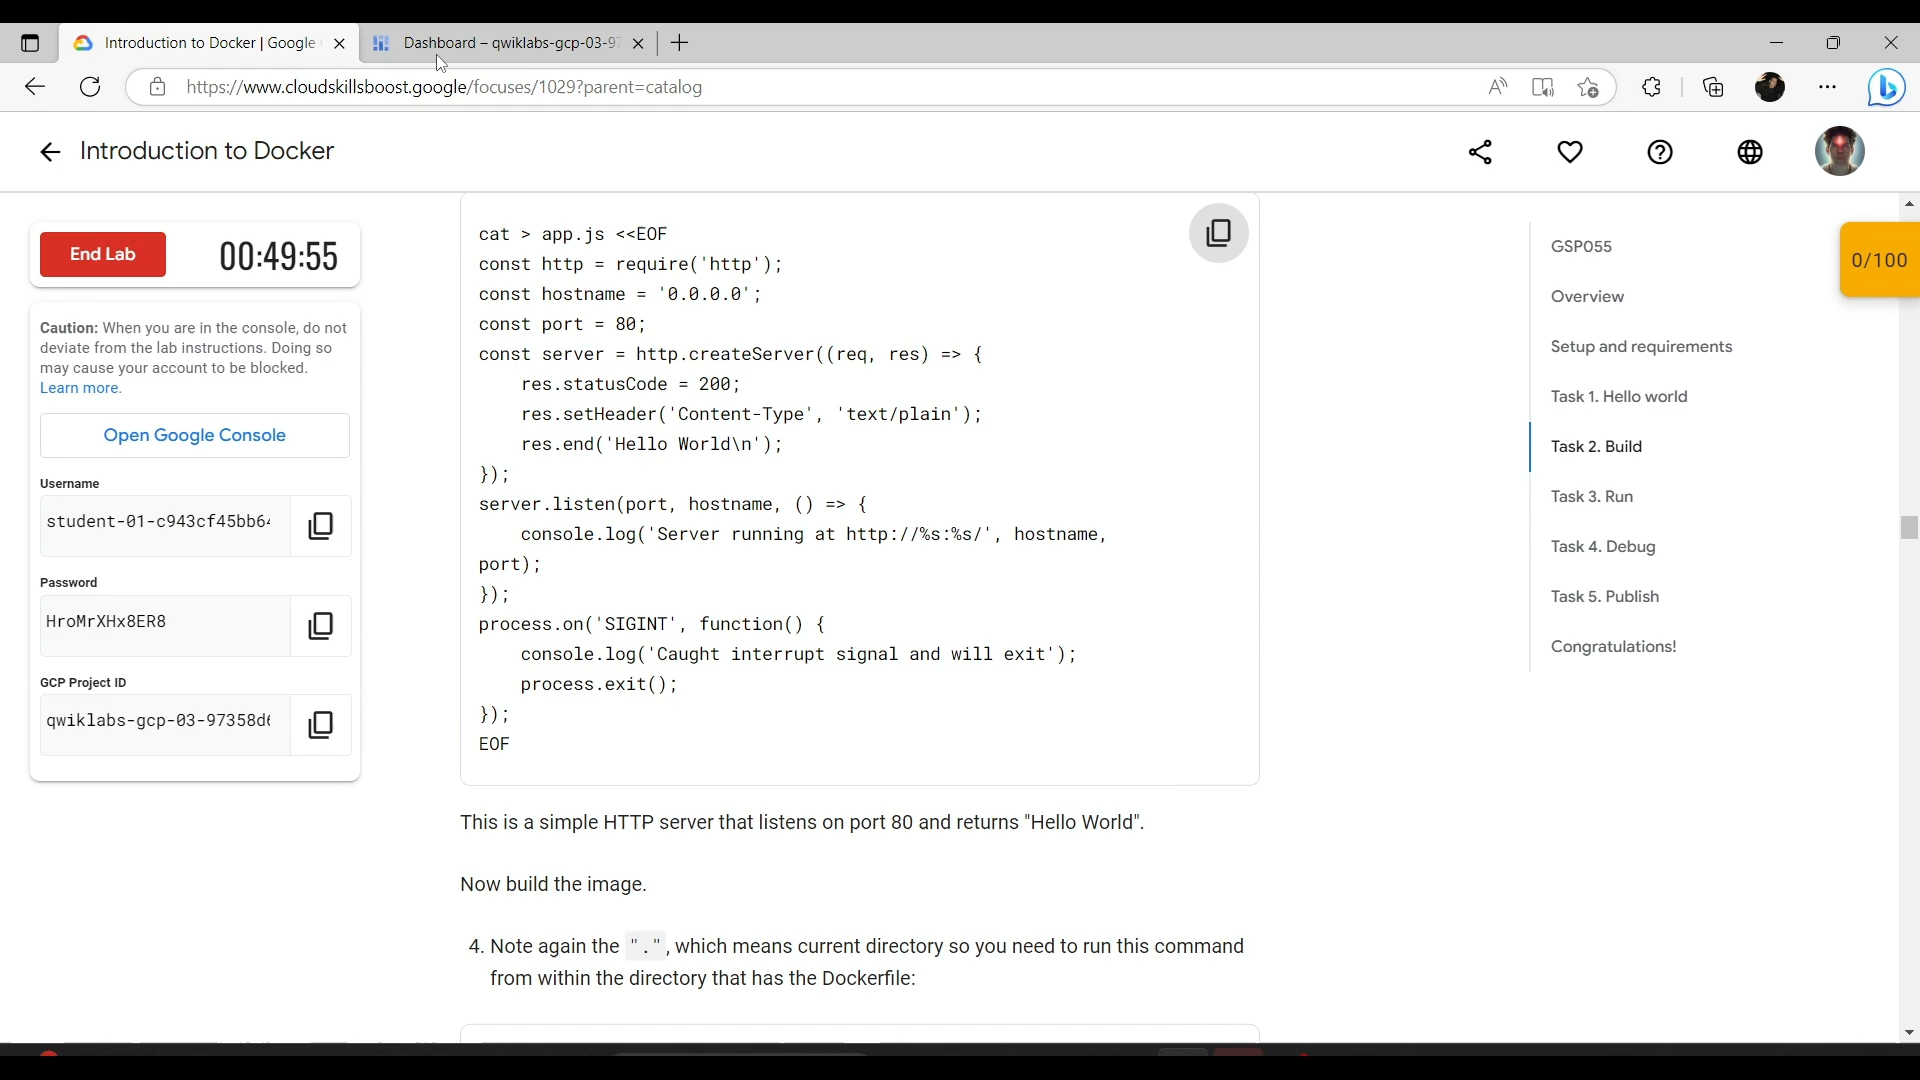 Introduction to Docker | Google
Dashboard – qwiklabs-gcp-03-97
https://www.cloudskillsboost.google/focuses/1029?parent=catalog
Introduction to Docker
End Lab
00:49:55
Caution: When you are in the console, do not
deviate from the lab instructions. Doing so
may cause your account to be blocked.
Learn more.
Open Google Console
Username
student-01-c943cf45bb64
Password
HroMrXHx8ER8
GCP Project ID
qwiklabs-gcp-03-97358d6
cat > app.js <<EOF
const http = require('http');
const hostname = '0.0.0.0';
const port = 80;
const server = http.createServer((req, res) => {
    res.statusCode = 200;
    res.setHeader('Content-Type', 'text/plain');
    res.end('Hello World\n');
});
server.listen(port, hostname, () => {
    console.log('Server running at http://%s:%s/', hostname,
port);
});
process.on('SIGINT', function() {
    console.log('Caught interrupt signal and will exit');
    process.exit();
});
EOF
This is a simple HTTP server that listens on port 80 and returns "Hello World".
Now build the image.
4. Note again the ".", which means current directory so you need to run this command
from within the directory that has the Dockerfile:
GSP055
Overview
Setup and requirements
Task 1. Hello world
Task 2. Build
Task 3. Run
Task 4. Debug
Task 5. Publish
Congratulations!
0/100